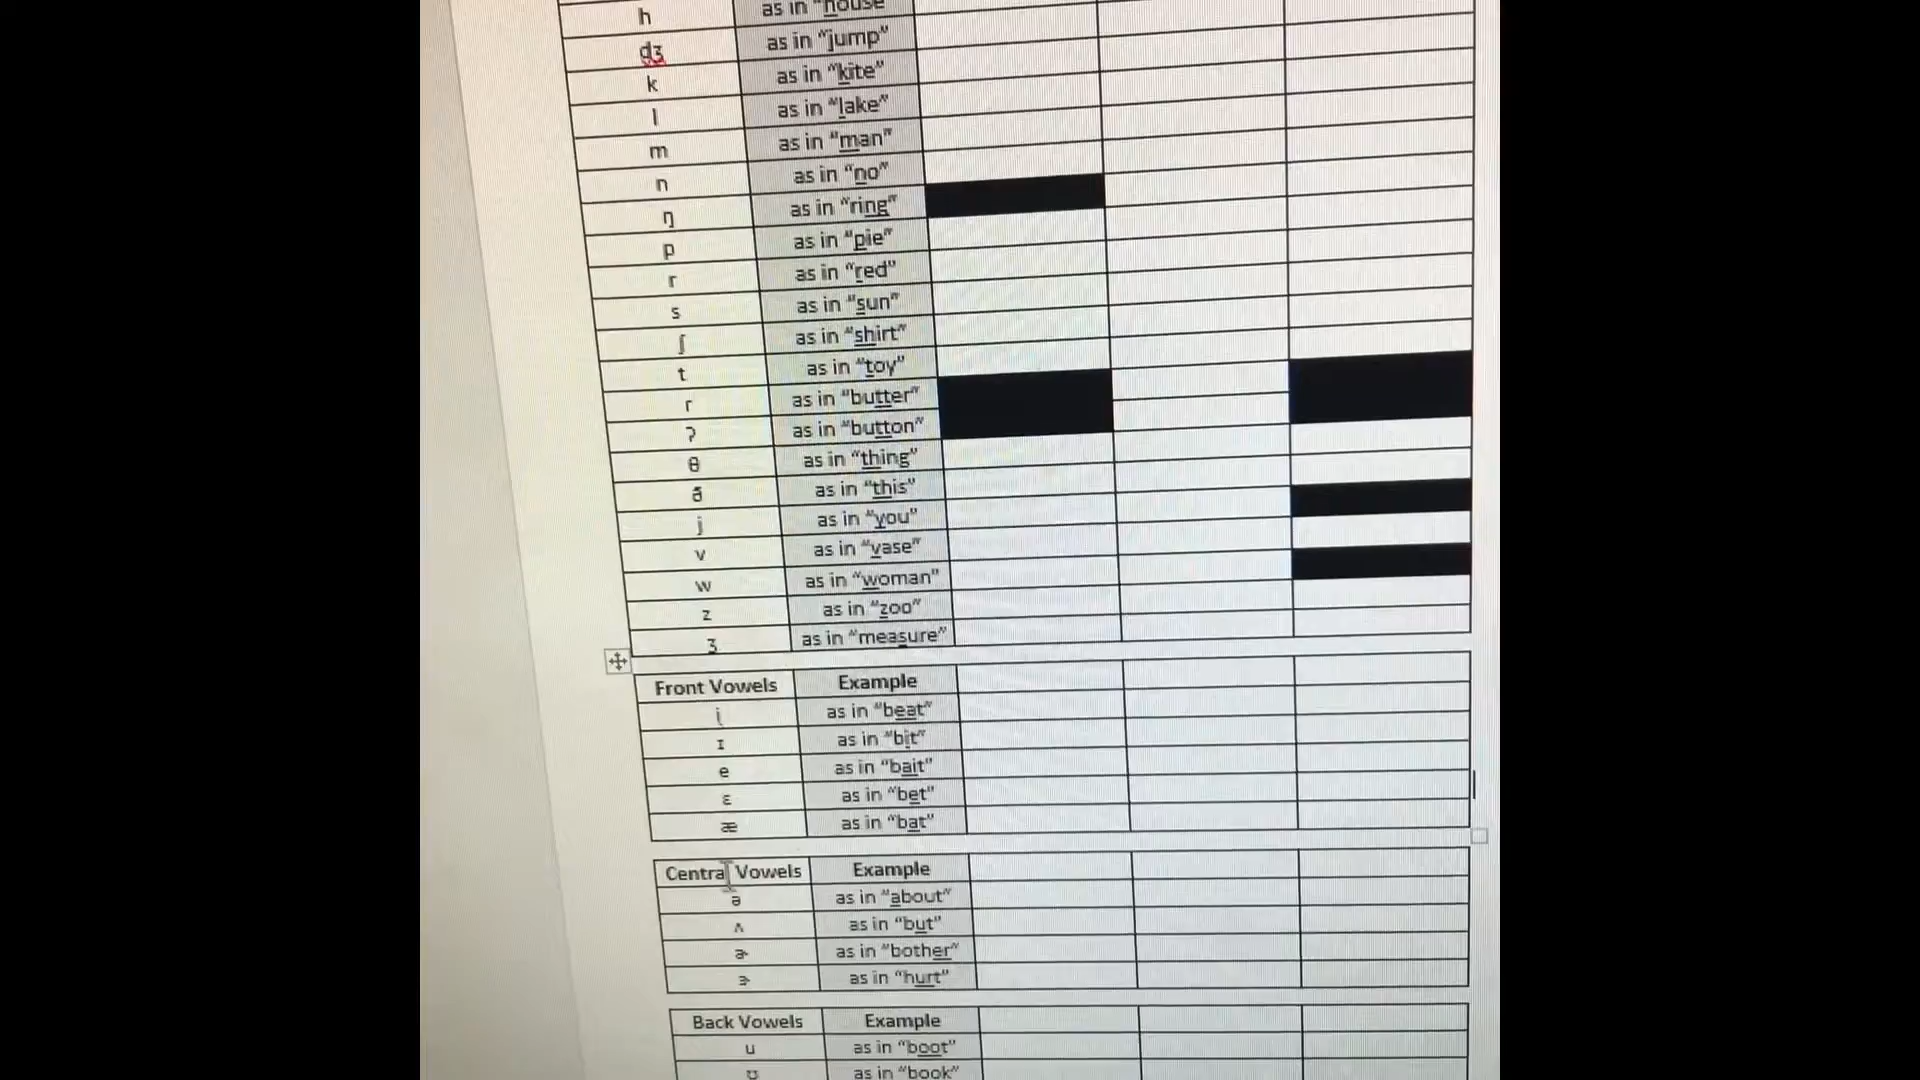 h as in "house
dʒ as in "jump"
k as in "kite"
l as in "lake"
m as in "man"
n as in "no"
ŋ as in "ring"
p as in "pie"
r as in "red"
s as in "sun"
ʃ as in "shirt"
t as in "toy"
ɾ as in "butter"
ʔ as in "button"
θ as in "thing"
ð as in "this"
j as in "you"
v as in "vase"
w as in "woman"
z as in "zoo"
ʒ as in "measure"
Front Vowels Example
i as in "beat"
ɪ as in "bit"
e as in "bait"
ɛ as in "bet"
æ as in "bat"
Central Vowels Example
ə as in "about"
ʌ as in "but"
ɚ as in "bother"
ɝ as in "hurt"
Back Vowels Example
u as in "boot"
ʊ as in "book"